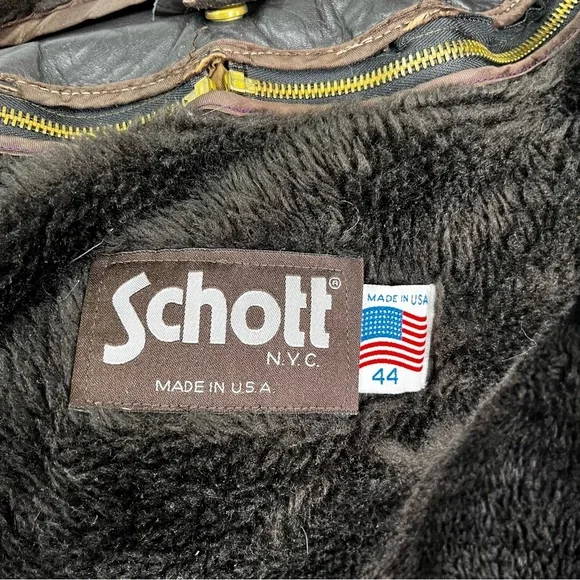 Schott®
N.Y.C.
MADE IN U.S.A.
MADE IN USA
44